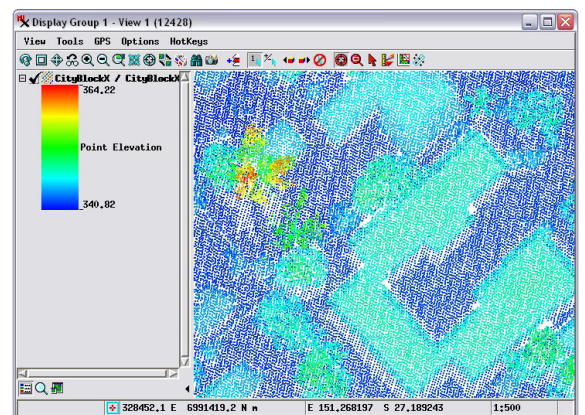 Display Group 1 - View 1 (12428)
View Tools GPS Options HotKeys
CityBlockX / CityBlockX
364.22
Point Elevation
340.82
328452.1 E 6991419.2 N m
E 151.268197 S 27.189243
1:500